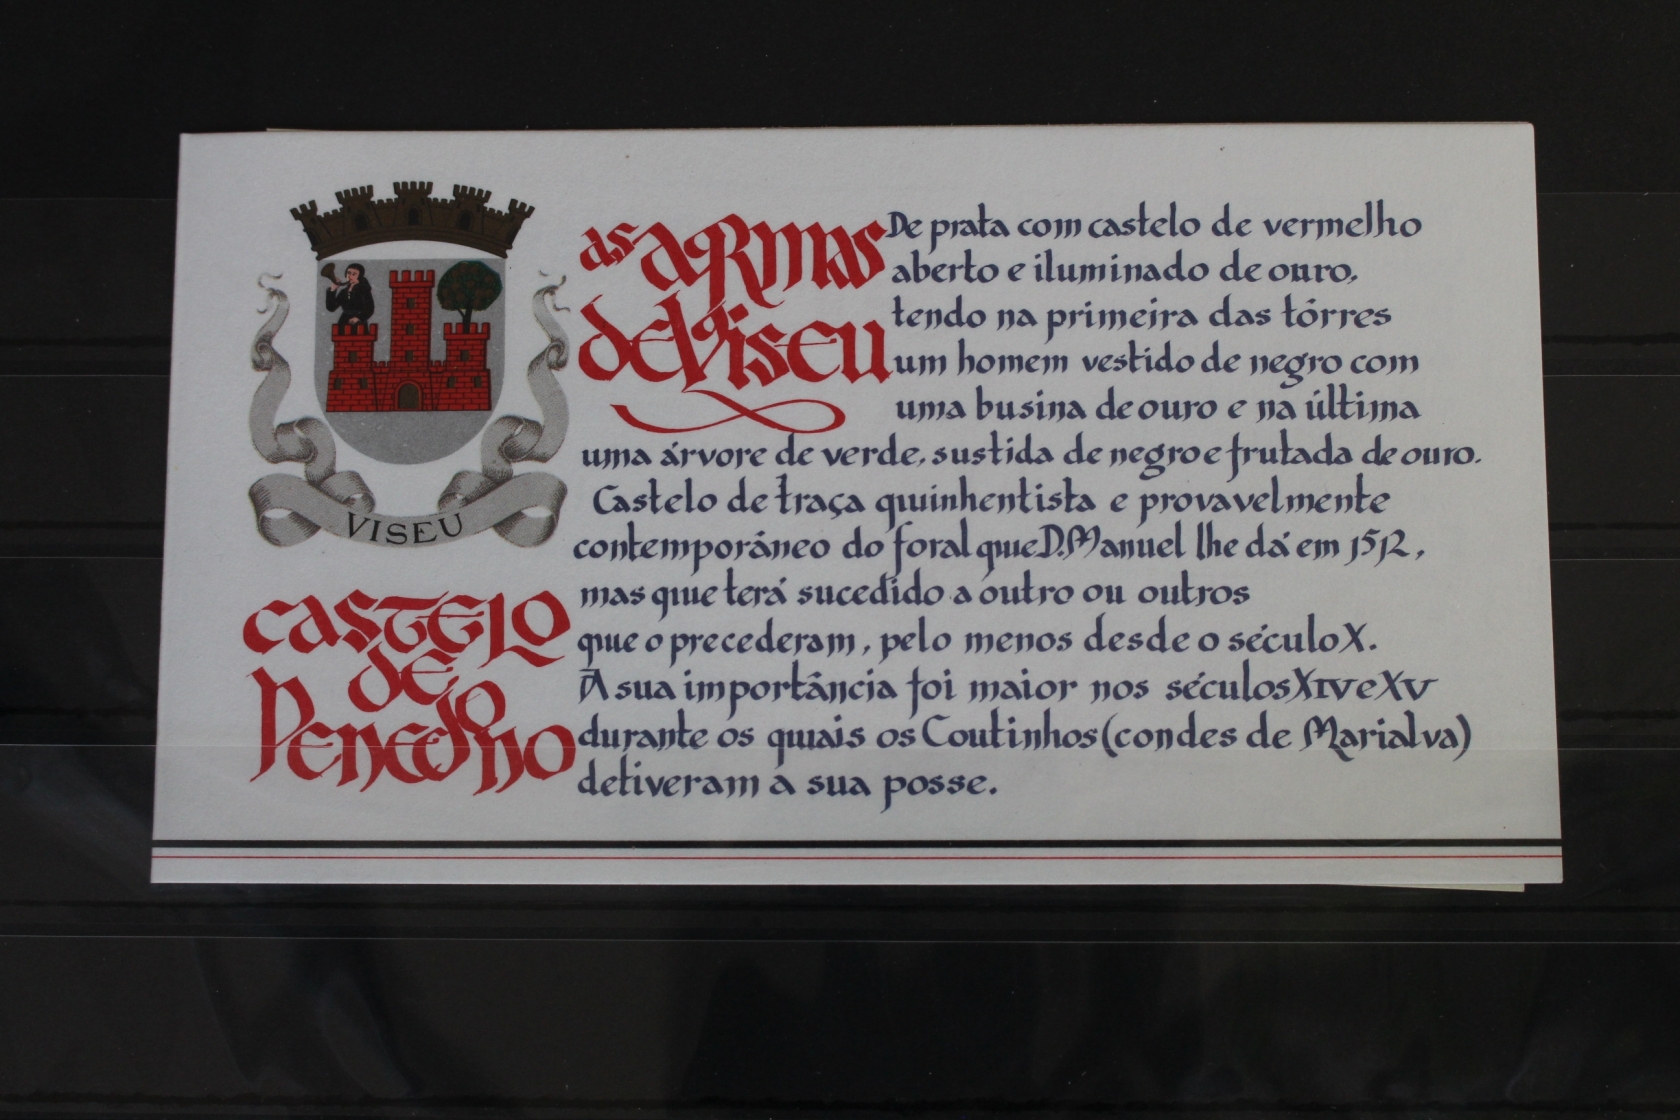 as armas
de Viseu
De prata com castelo de vermelho
aberto e iluminado de ouro,
tendo na primeira das tôrres
um homem vestido de negro com
uma busina de ouro e na última
uma árvore de verde, sustida de negro e frutada de ouro.
VISEU
castelo
de
Penedono
Castelo de traça quinhentista e provavelmente
contemporâneo do foral que D. Manuel lhe dá em 1512,
mas que terá sucedido a outro ou outros
que o precederam, pelo menos desde o século X.
A sua importância foi maior nos séculos XIV e XV
durante os quais os Coutinhos (condes de Marialva)
detiveram a sua posse.